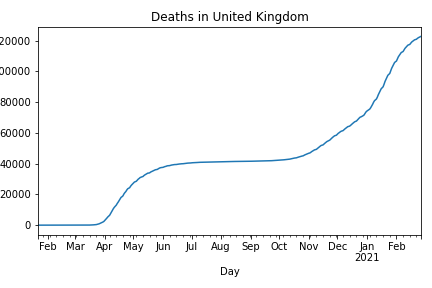 Deaths in United Kingdom
20000
00000
80000
60000
40000
20000
0
Feb Mar Apr May Jun Jul Aug Sep Oct Nov Dec Jan Feb
2021
Day